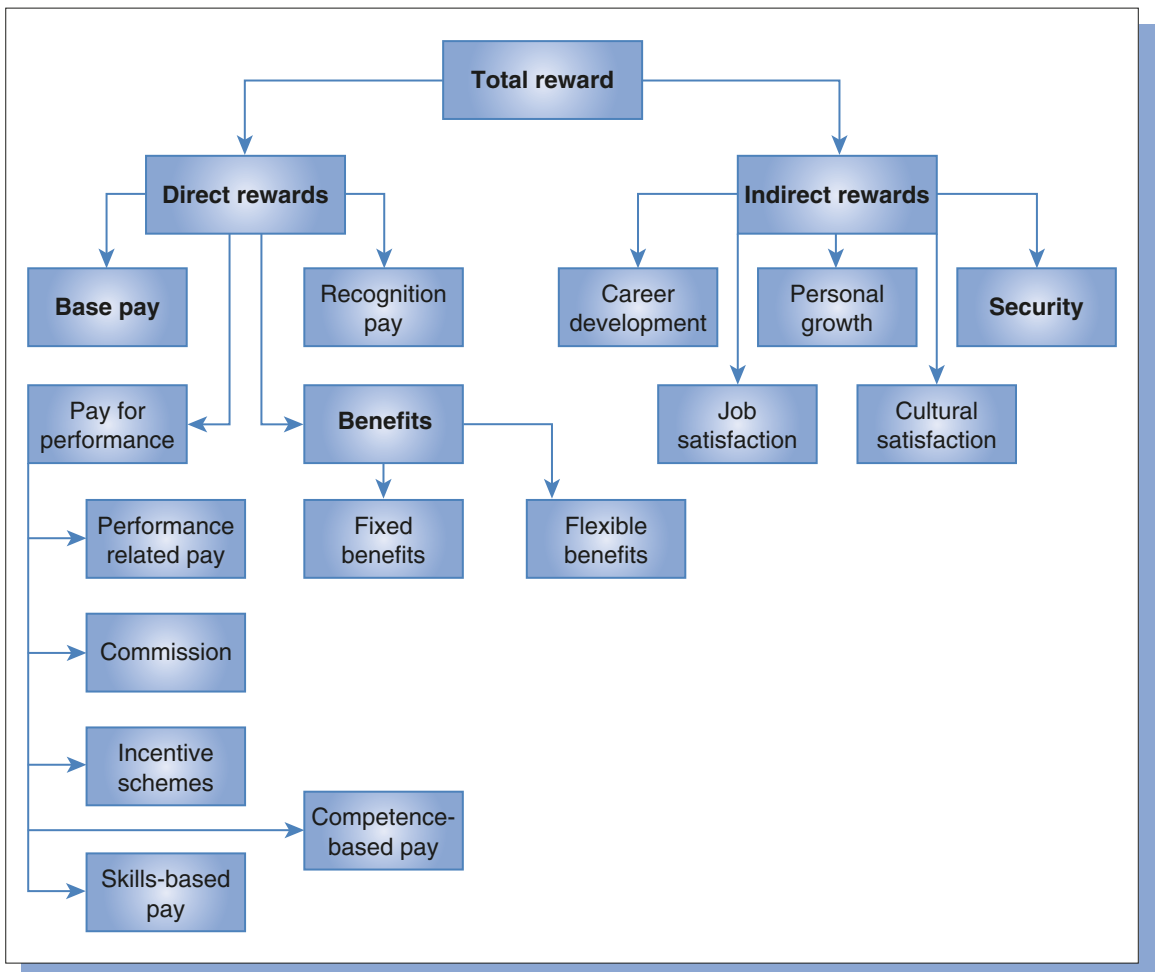 Total reward
Direct rewards
Indirect rewards
Base pay
Recognition
pay
Career
development
Personal
growth
Security
Pay for
performance
Benefits
Job
satisfaction
Cultural
satisfaction
Performance
related pay
Fixed
benefits
Flexible
benefits
Commission
Incentive
schemes
Competence-
based pay
Skills-based
pay